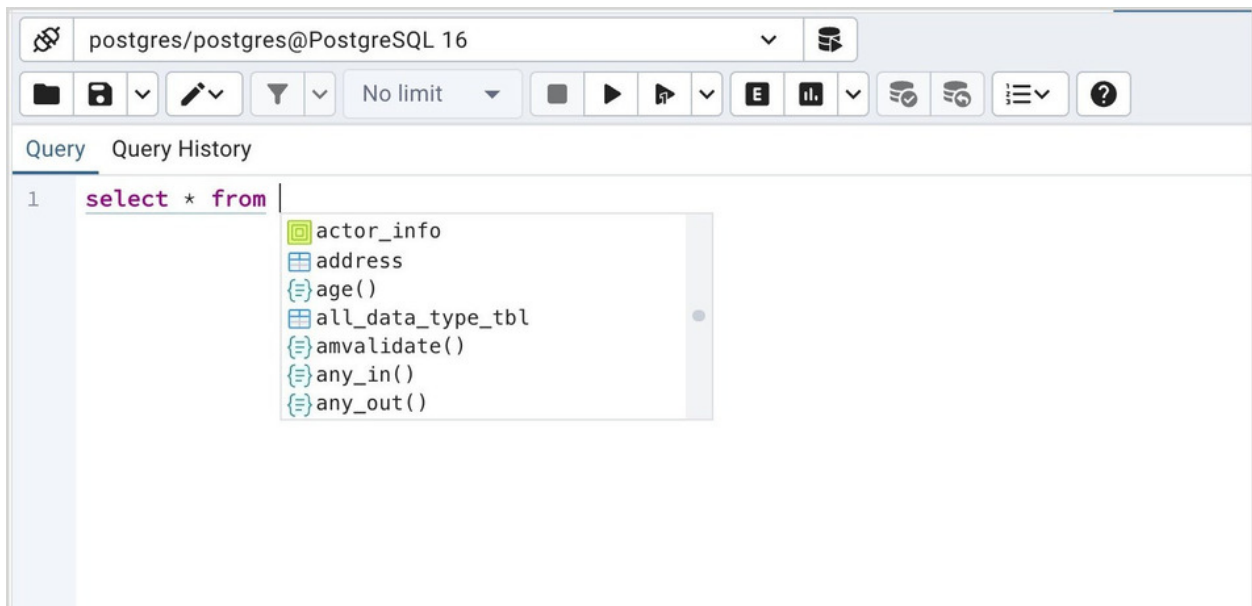 postgres/postgres@PostgreSQL 16
No limit E
Query Query History
1 select * from
actor_info
address
age()
all_data_type_tbl
amvalidate()
any_in()
any_out()